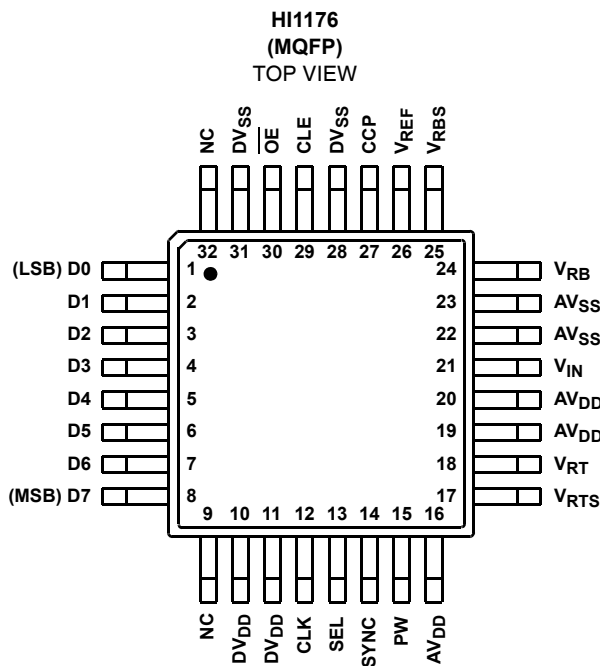 HI1176
(MQFP)
TOP VIEW
NC DVSS OE CLE DVSS CCP VREF VRBS
32 31 30 29 28 27 26 25
(LSB) D0 1 24 VRB
D1 2 23 AVSS
D2 3 22 AVSS
D3 4 21 VIN
D4 5 20 AVDD
D5 6 19 AVDD
D6 7 18 VRT
(MSB) D7 8 17 VRTS
9 10 11 12 13 14 15 16
NC DVDD DVDD CLK SEL SYNC PW AVDD